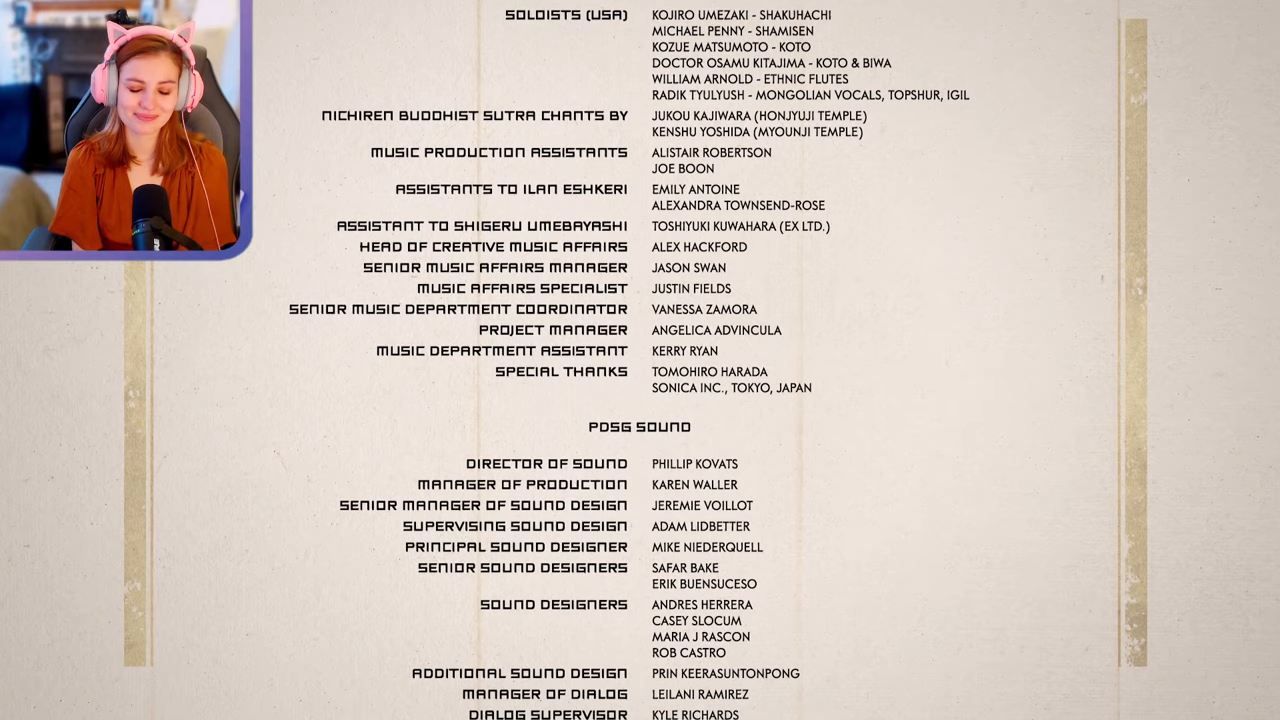 SOLOISTS (USA) KOJIRO UMEZAKI - SHAKUHACHI
MICHAEL PENNY - SHAMISEN
KOZUE MATSUMOTO - KOTO
DOCTOR OSAMU KITAJIMA - KOTO & BIWA
WILLIAM ARNOLD - ETHNIC FLUTES
RADIK TYULYUSH - MONGOLIAN VOCALS, TOPSHUR, IGIL
NICHIREN BUDDHIST SUTRA CHANTS BY JUKOU KAJIWARA (HONJYUJI TEMPLE)
KENSHU YOSHIDA (MYOUNJI TEMPLE)
MUSIC PRODUCTION ASSISTANTS ALISTAIR ROBERTSON
JOE BOON
ASSISTANTS TO ILAN ESHKERI EMILY ANTOINE
ALEXANDRA TOWNSEND-ROSE
ASSISTANT TO SHIGERU UMEBAYASHI TOSHIYUKI KUWAHARA (EX LTD.)
HEAD OF CREATIVE MUSIC AFFAIRS ALEX HACKFORD
SENIOR MUSIC AFFAIRS MANAGER JASON SWAN
MUSIC AFFAIRS SPECIALIST JUSTIN FIELDS
SENIOR MUSIC DEPARTMENT COORDINATOR VANESSA ZAMORA
PROJECT MANAGER ANGELICA ADVINCULA
MUSIC DEPARTMENT ASSISTANT KERRY RYAN
SPECIAL THANKS TOMOHIRO HARADA
SONICA INC., TOKYO, JAPAN
PDSG SOUND
DIRECTOR OF SOUND PHILLIP KOVATS
MANAGER OF PRODUCTION KAREN WALLER
SENIOR MANAGER OF SOUND DESIGN JEREMIE VOILLOT
SUPERVISING SOUND DESIGN ADAM LIDBETTER
PRINCIPAL SOUND DESIGNER MIKE NIEDERQUELL
SENIOR SOUND DESIGNERS SAFAR BAKE
ERIK BUENSUCESO
SOUND DESIGNERS ANDRES HERRERA
CASEY SLOCUM
MARIA J RASCON
ROB CASTRO
ADDITIONAL SOUND DESIGN PRIN KEERASUNTONPONG
MANAGER OF DIALOG LEILANI RAMIREZ
DIALOG SUPERVISOR KYLE RICHARDS